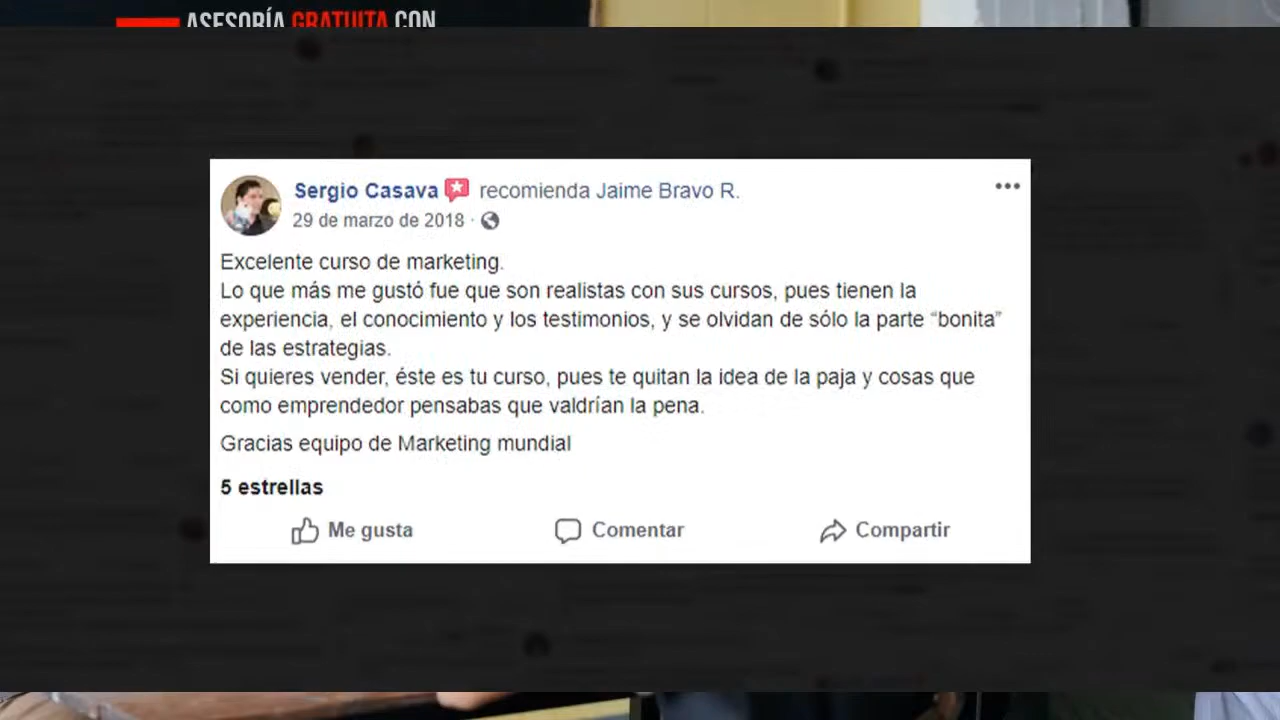 ASESORÍA GRATUITA CON
Sergio Casava recomienda Jaime Bravo R.
29 de marzo de 2018 ·
Excelente curso de marketing.
Lo que más me gustó fue que son realistas con sus cursos, pues tienen la
experiencia, el conocimiento y los testimonios, y se olvidan de sólo la parte “bonita”
de las estrategias.
Si quieres vender, éste es tu curso, pues te quitan la idea de la paja y cosas que
como emprendedor pensabas que valdrían la pena.
Gracias equipo de Marketing mundial
5 estrellas
Me gusta Comentar Compartir